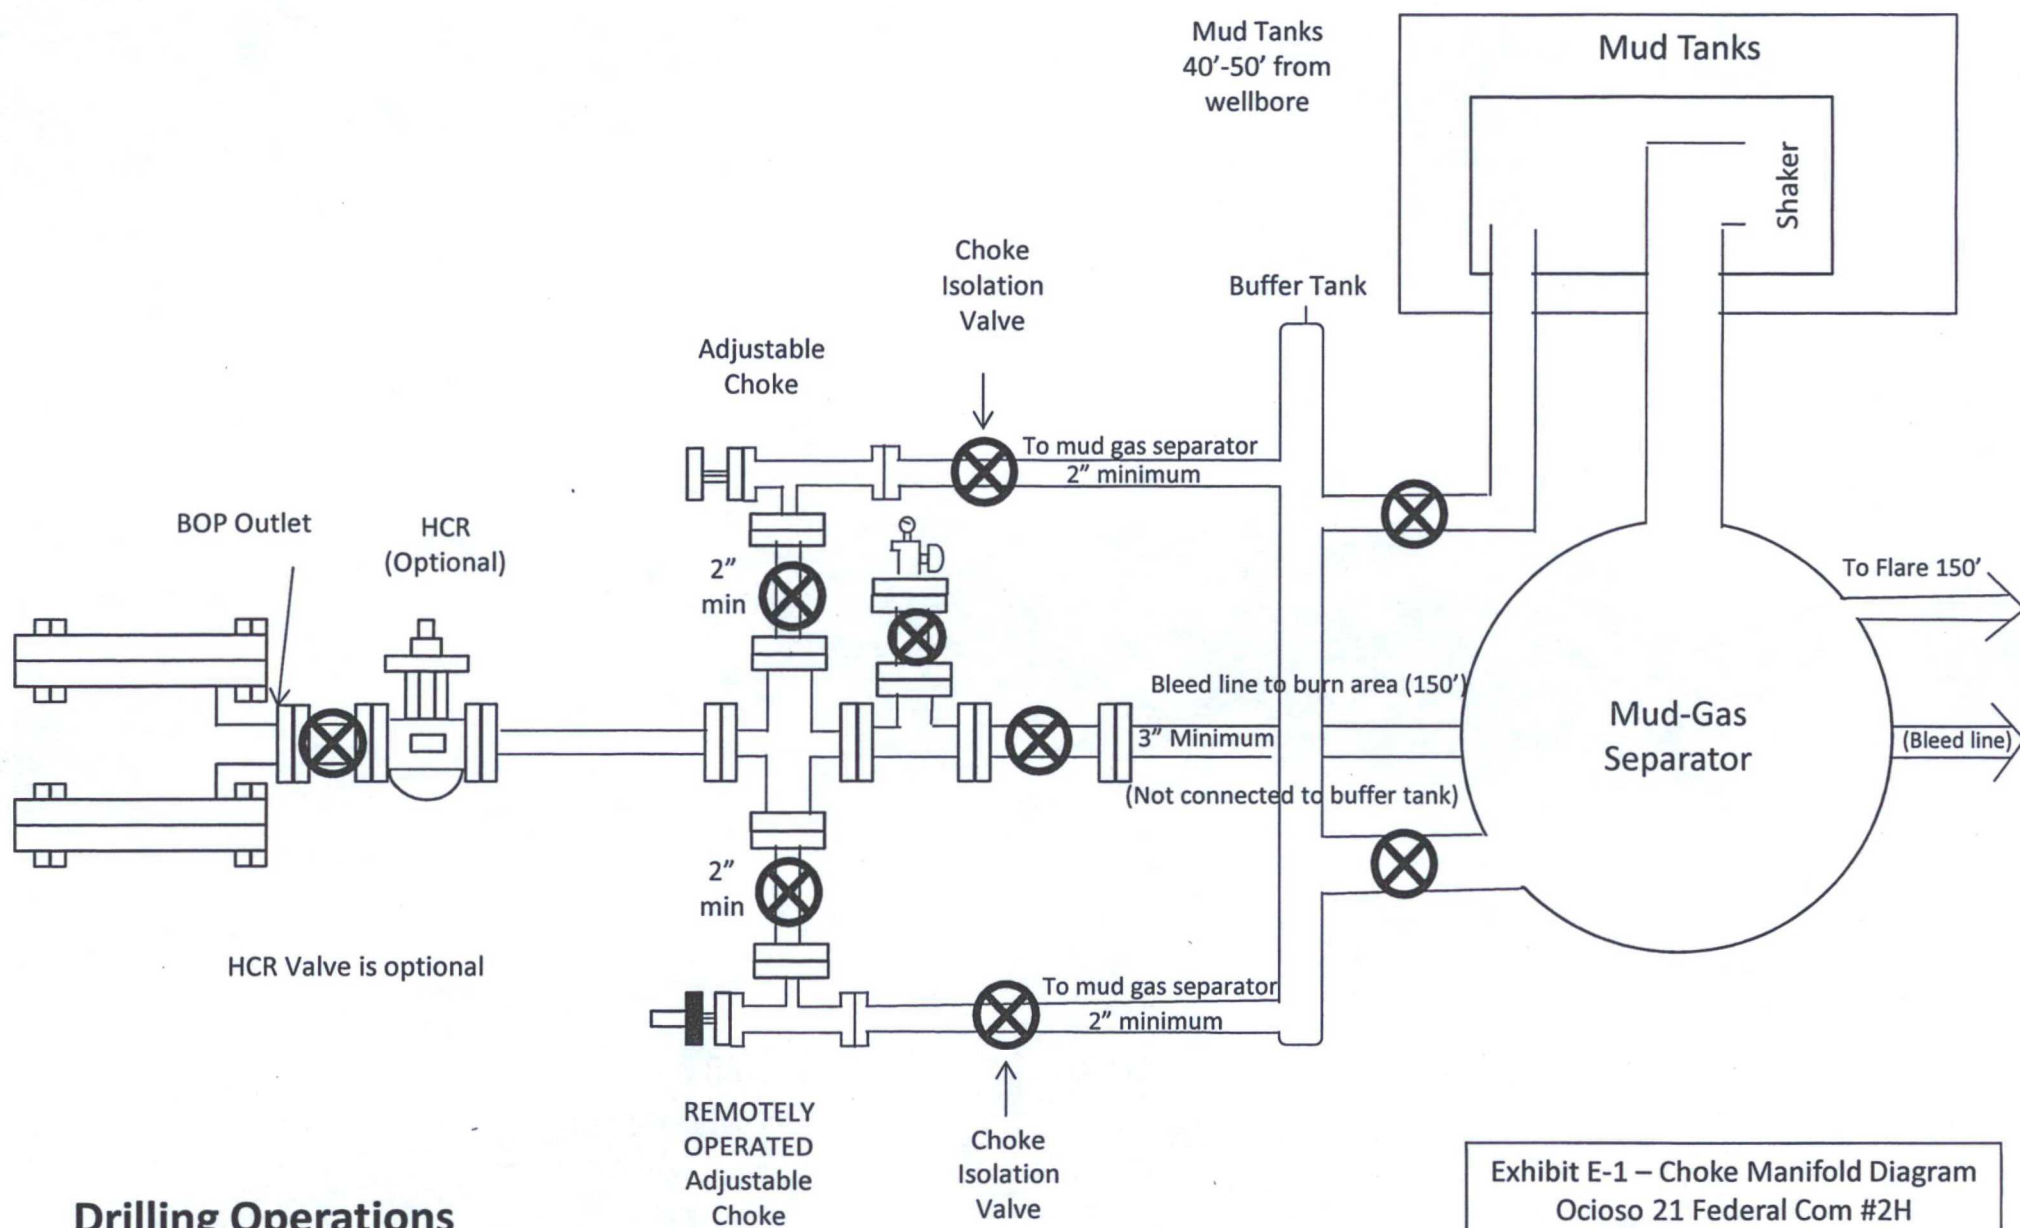 Mud Tanks
40'-50' from
wellbore
Mud Tanks
Shaker
Choke
Isolation
Valve
Buffer Tank
Adjustable
Choke
To mud gas separator
2" minimum
BOP Outlet
HCR
(Optional)
2"
min
To Flare 150'
Bleed line to burn area (150')
3" Minimum
(Not connected to buffer tank)
Mud-Gas
Separator
(Bleed line)
2"
min
HCR Valve is optional
To mud gas separator
2" minimum
REMOTELY
OPERATED
Adjustable
Choke
Choke
Isolation
Valve
Exhibit E-1 – Choke Manifold Diagram
Ocioso 21 Federal Com #2H
Drilling Operations